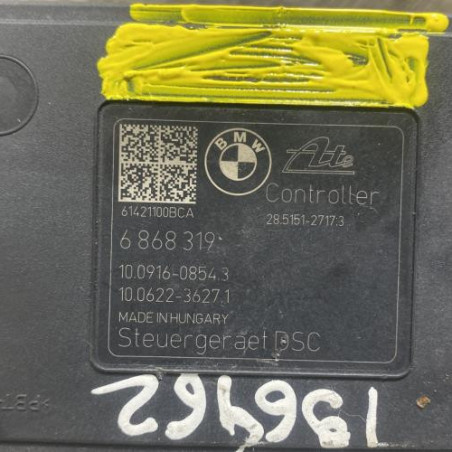 BMW
Ate
Controller
61421100BCA 28.5151-2717.3
6 868 319
10.0916-0854.3
10.0622-3627.1
MADE IN HUNGARY
Steuergeraet DSC
196462